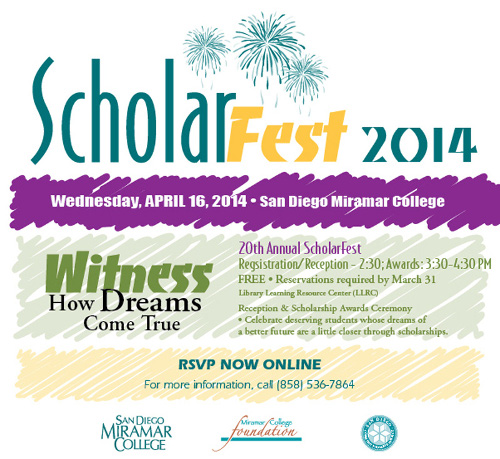 ScholarFest 2014
Wednesday, APRIL 16, 2014 • San Diego Miramar College
Witness
How Dreams
Come True
20th Annual ScholarFest
Regsistration/Reception - 2:30; Awards: 3:30-4:30 PM
FREE • Reservations required by March 31
Library Learning Resource Center (LLRC)
Reception & Scholarship Awards Ceremony
• Celebrate deserving students whose dreams of
a better future are a little closer through scholarships.
RSVP NOW ONLINE
For more information, call (858) 536-7864
SAN DIEGO
MIRAMAR
COLLEGE
Miramar College
foundation